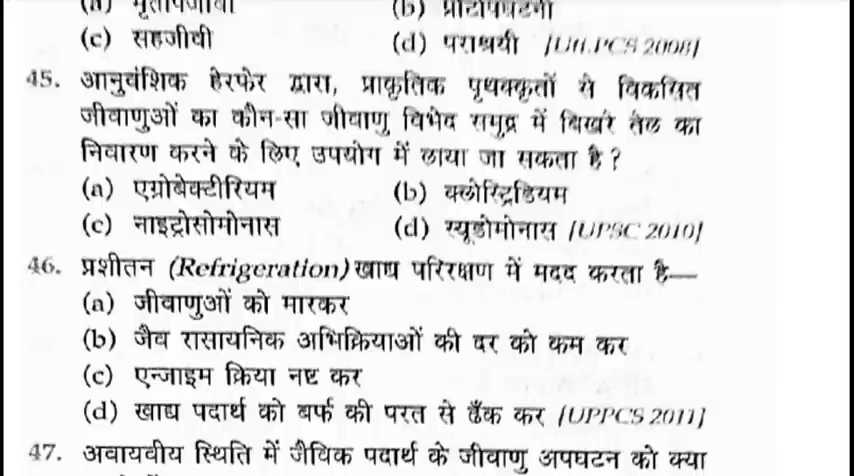 (c) सहजीवी (d) पराश्रयी [U.P.CS 2008]
45. आनुवंशिक हेरफेर द्वारा, प्राकृतिक पृथक्कृतों से विकसित
जीवाणुओं का कौन-सा जीवाणु विभेद समुद्र में बिखरे तेल का
निवारण करने के लिए उपयोग में लाया जा सकता है ?
(a) एग्रोबेक्टीरियम (b) क्लोस्ट्रिडियम
(c) नाइट्रोसोमोनास (d) स्यूडोमोनास [UPSC 2010]
46. प्रशीतन (Refrigeration) खाद्य परिरक्षण में मदद करता है—
(a) जीवाणुओं को मारकर
(b) जैव रासायनिक अभिक्रियाओं की दर को कम कर
(c) एन्जाइम क्रिया नष्ट कर
(d) खाद्य पदार्थ को बर्फ की परत से ढँक कर [UPPCS 2011]
47. अवायवीय स्थिति में जैविक पदार्थ के जीवाणु अपघटन को क्या